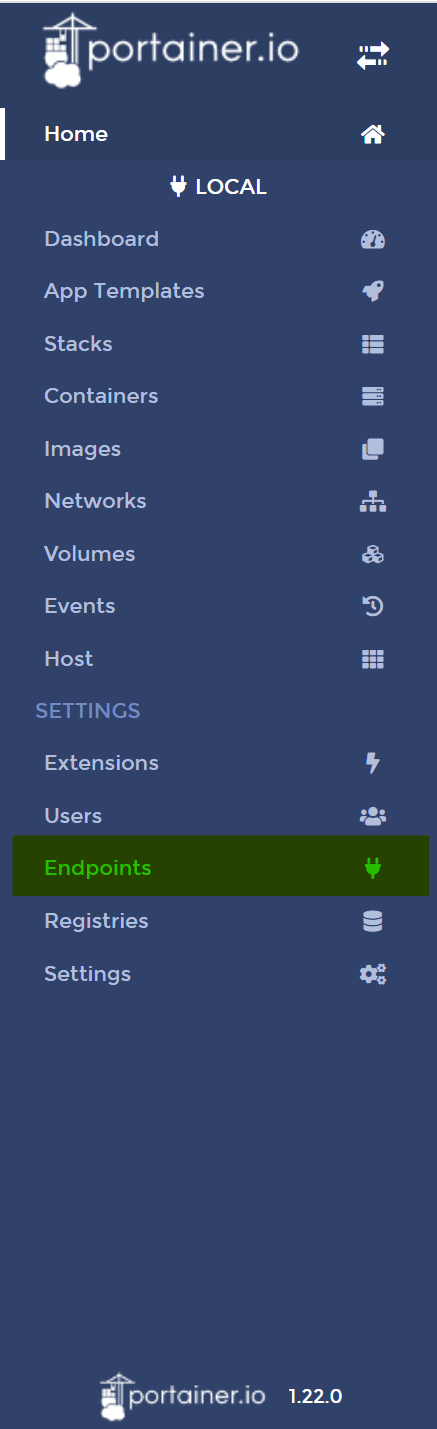 portainer.io
Home
LOCAL
Dashboard
App Templates
Stacks
Containers
Images
Networks
Volumes
Events
Host
SETTINGS
Extensions
Users
Endpoints
Registries
Settings
portainer.io 1.22.0